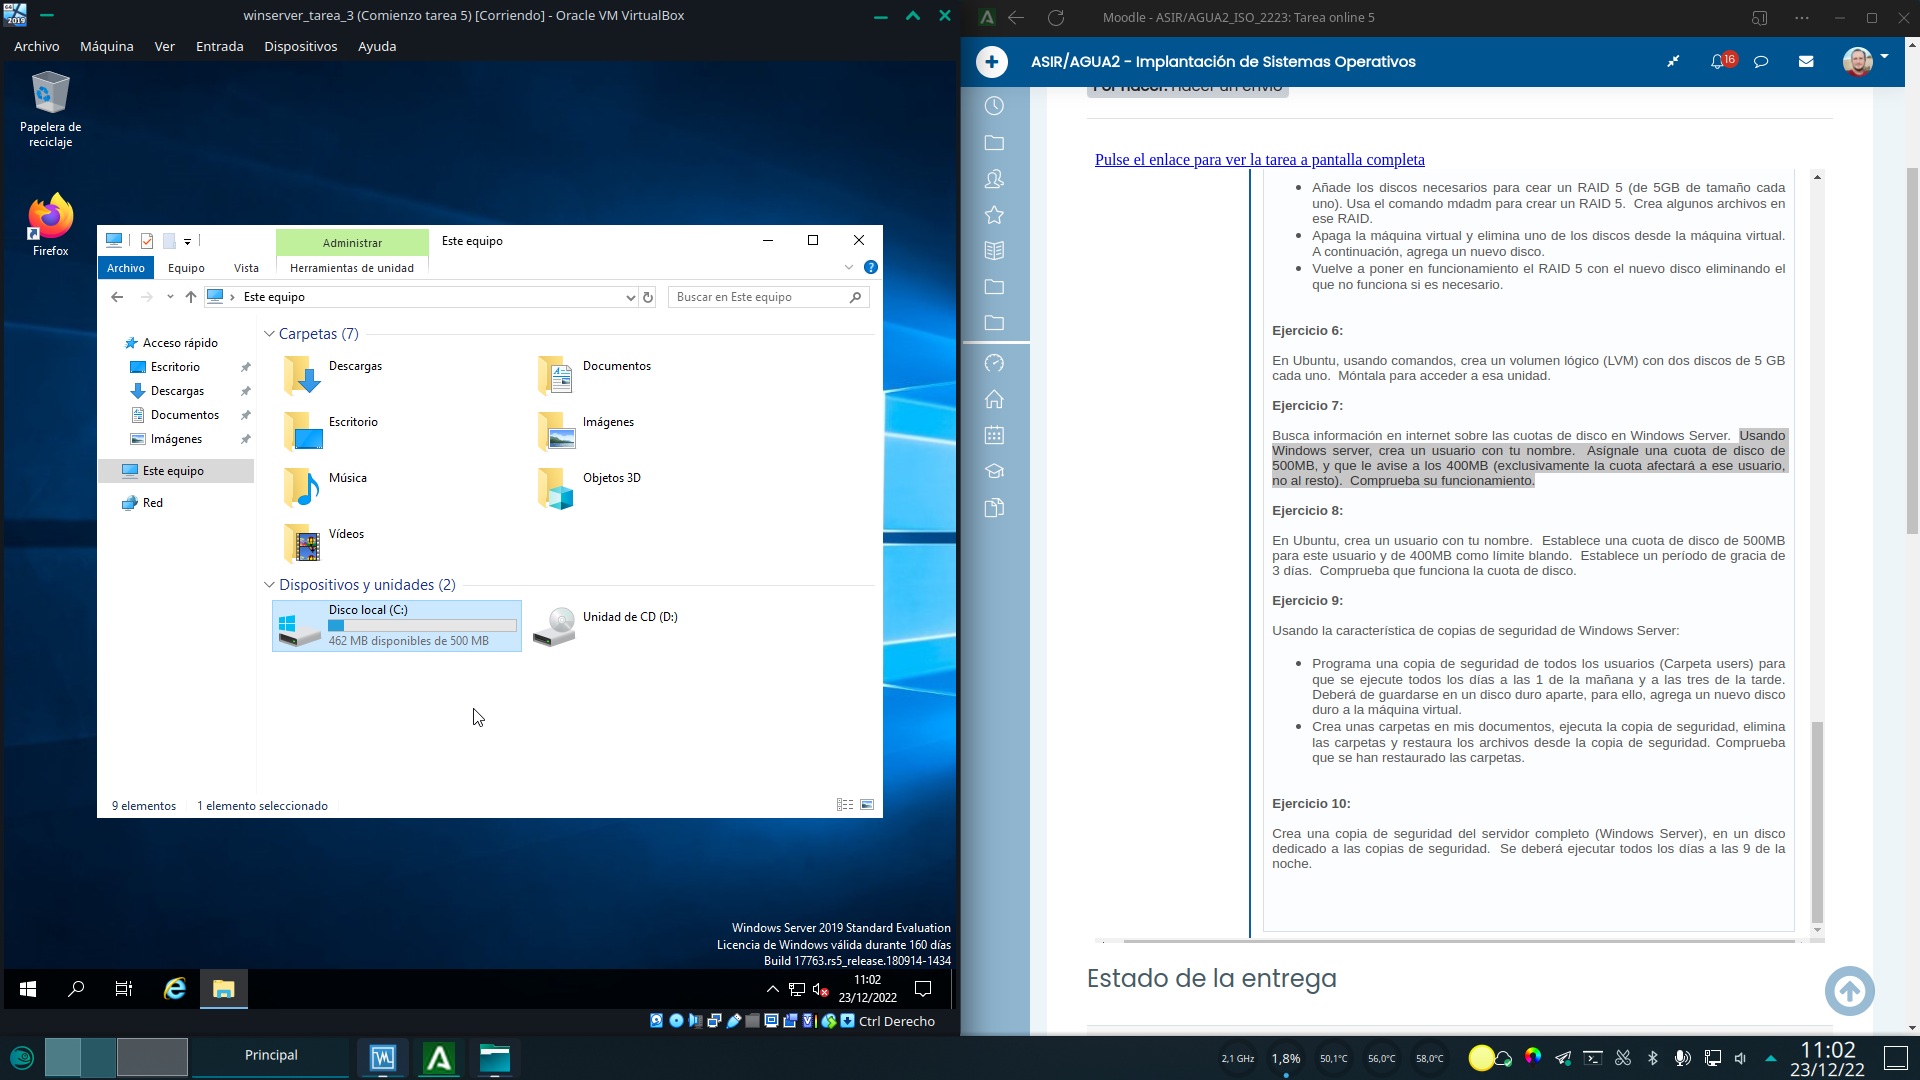 winserver_tarea_3 (Comienzo tarea 5) [Corriendo] - Oracle VM VirtualBox
Archivo Máquina Ver Entrada Dispositivos Ayuda
Papelera de
reciclaje
Firefox
Administrar
Este equipo
Archivo Equipo Vista Herramientas de unidad
Este equipo
Buscar en Este equipo
Acceso rápido
Escritorio
Descargas
Documentos
Imágenes
Este equipo
Red
Carpetas (7)
Descargas
Documentos
Escritorio
Imágenes
Música
Objetos 3D
Vídeos
Dispositivos y unidades (2)
Disco local (C:)
462 MB disponibles de 500 MB
Unidad de CD (D:)
9 elementos 1 elemento seleccionado
Windows Server 2019 Standard Evaluation
Licencia de Windows válida durante 160 días
Build 17763.rs5_release.180914-1434
11:02
23/12/2022
Ctrl Derecho
Moodle - ASIR/AGUA2_ISO_2223: Tarea online 5
ASIR/AGUA2 - Implantación de Sistemas Operativos
16
Por hacer: Hacer un envío
Pulse el enlace para ver la tarea a pantalla completa
Añade los discos necesarios para cear un RAID 5 (de 5GB de tamaño cada
uno). Usa el comando mdadm para crear un RAID 5. Crea algunos archivos en
ese RAID.
Apaga la máquina virtual y elimina uno de los discos desde la máquina virtual.
A continuación, agrega un nuevo disco.
Vuelve a poner en funcionamiento el RAID 5 con el nuevo disco eliminando el
que no funciona si es necesario.
Ejercicio 6:
En Ubuntu, usando comandos, crea un volumen lógico (LVM) con dos discos de 5 GB
cada uno. Móntala para acceder a esa unidad.
Ejercicio 7:
Busca información en internet sobre las cuotas de disco en Windows Server. Usando
Windows server, crea un usuario con tu nombre. Asígnale una cuota de disco de
500MB, y que le avise a los 400MB (exclusivamente la cuota afectará a ese usuario,
no al resto). Comprueba su funcionamiento.
Ejercicio 8:
En Ubuntu, crea un usuario con tu nombre. Establece una cuota de disco de 500MB
para este usuario y de 400MB como límite blando. Establece un período de gracia de
3 días. Comprueba que funciona la cuota de disco.
Ejercicio 9:
Usando la característica de copias de seguridad de Windows Server:
Programa una copia de seguridad de todos los usuarios (Carpeta users) para
que se ejecute todos los días a las 1 de la mañana y a las tres de la tarde.
Deberá de guardarse en un disco duro aparte, para ello, agrega un nuevo disco
duro a la máquina virtual.
Crea unas carpetas en mis documentos, ejecuta la copia de seguridad, elimina
las carpetas y restaura los archivos desde la copia de seguridad. Comprueba
que se han restaurado las carpetas.
Ejercicio 10:
Crea una copia de seguridad del servidor completo (Windows Server), en un disco
dedicado a las copias de seguridad. Se deberá ejecutar todos los días a las 9 de la
noche.
Estado de la entrega
Principal
2,1 GHz 1,8% 50,1°C 56,0°C 58,0°C
11:02
23/12/22